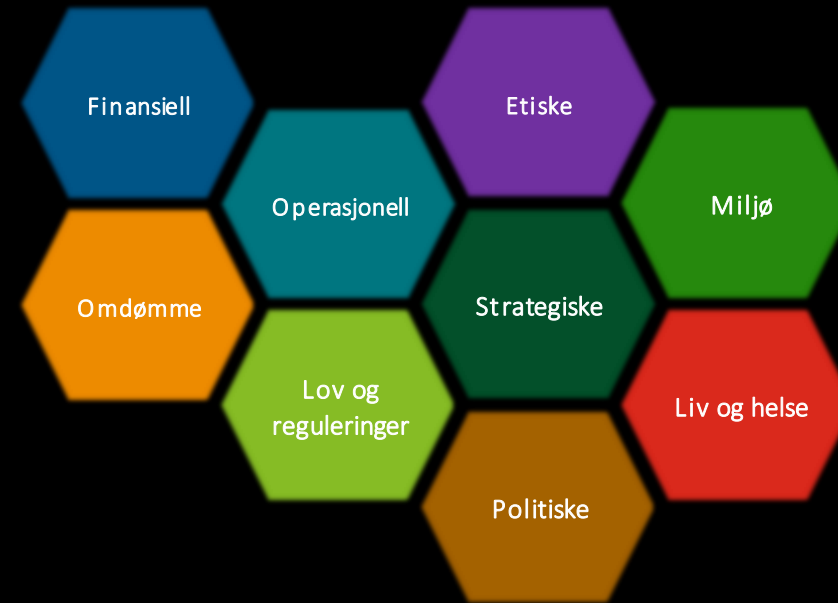 Finansiell
Etiske
Operasjonell
Miljø
Omdømme
Strategiske
Lov og
reguleringer
Liv og helse
Politiske